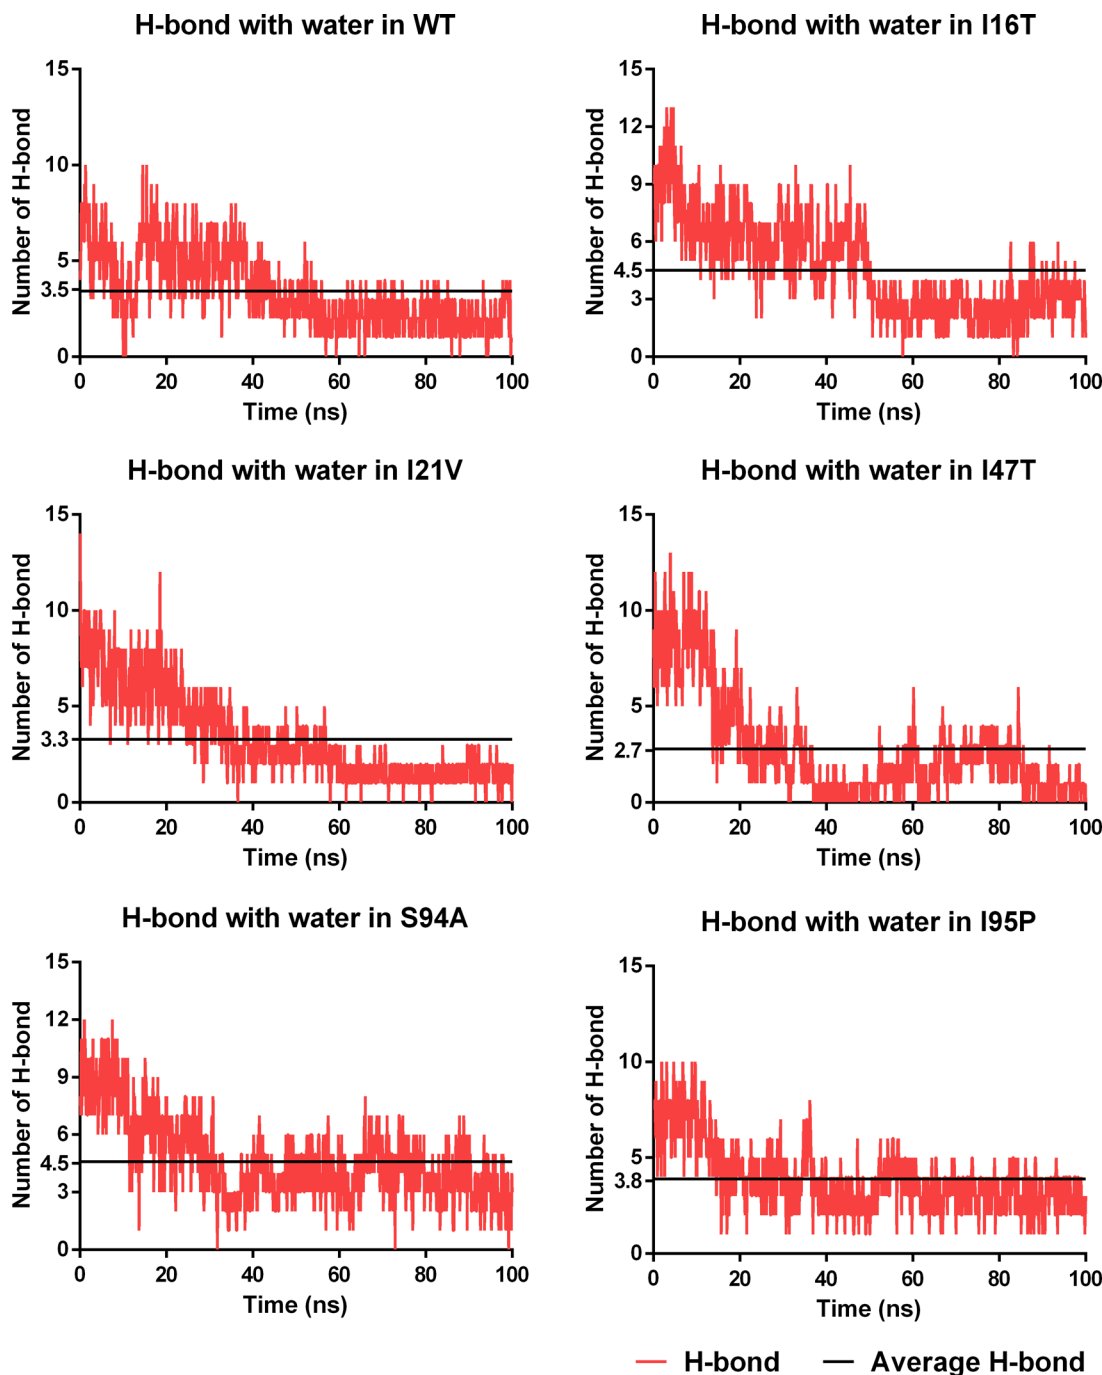 H-bond with water in WT
Number of H-bond
15
10
5
3.5
0
0 20 40 60 80 100
Time (ns)
H-bond with water in I16T
Number of H-bond
15
12
9
6
4.5
3
0
0 20 40 60 80 100
Time (ns)
H-bond with water in I21V
Number of H-bond
15
10
5
3.3
0
0 20 40 60 80 100
Time (ns)
H-bond with water in I47T
Number of H-bond
15
10
5
2.7
0
0 20 40 60 80 100
Time (ns)
H-bond with water in S94A
Number of H-bond
15
12
9
6
4.5
3
0
0 20 40 60 80 100
Time (ns)
H-bond with water in I95P
Number of H-bond
15
10
5
3.8
0
0 20 40 60 80 100
Time (ns)
H-bond
Average H-bond